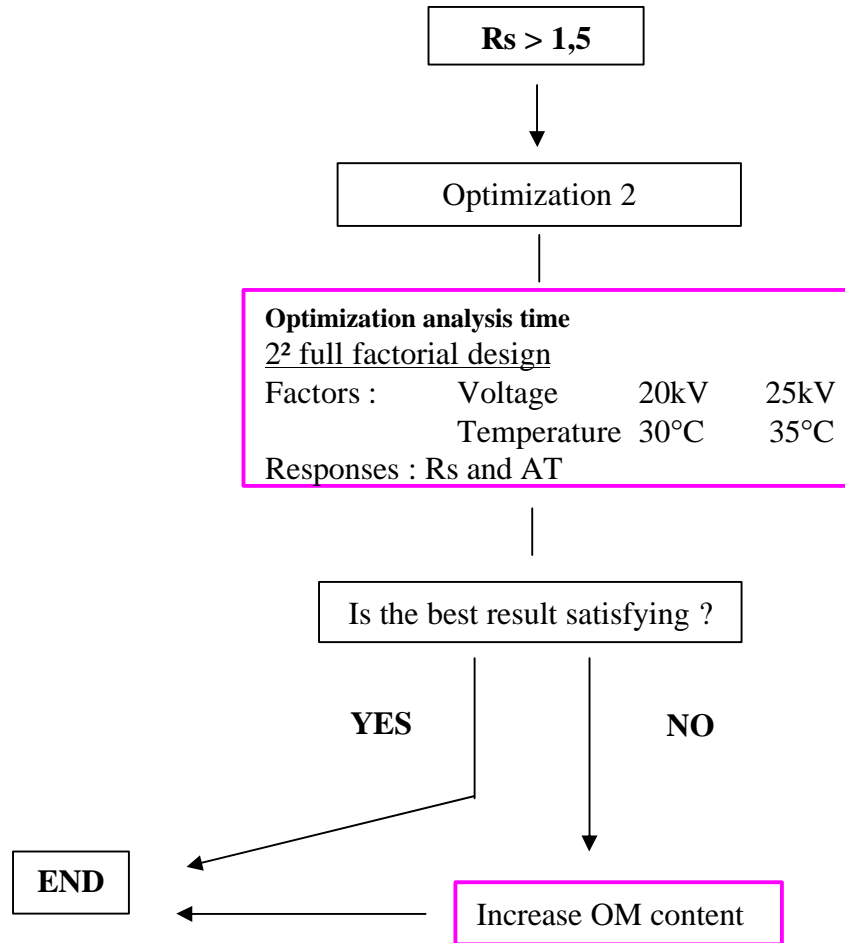 Rs > 1,5
Optimization 2
Optimization analysis time
2² full factorial design
Factors : Voltage 20kV 25kV
Temperature 30°C 35°C
Responses : Rs and AT
Is the best result satisfying ?
YES NO
END
Increase OM content